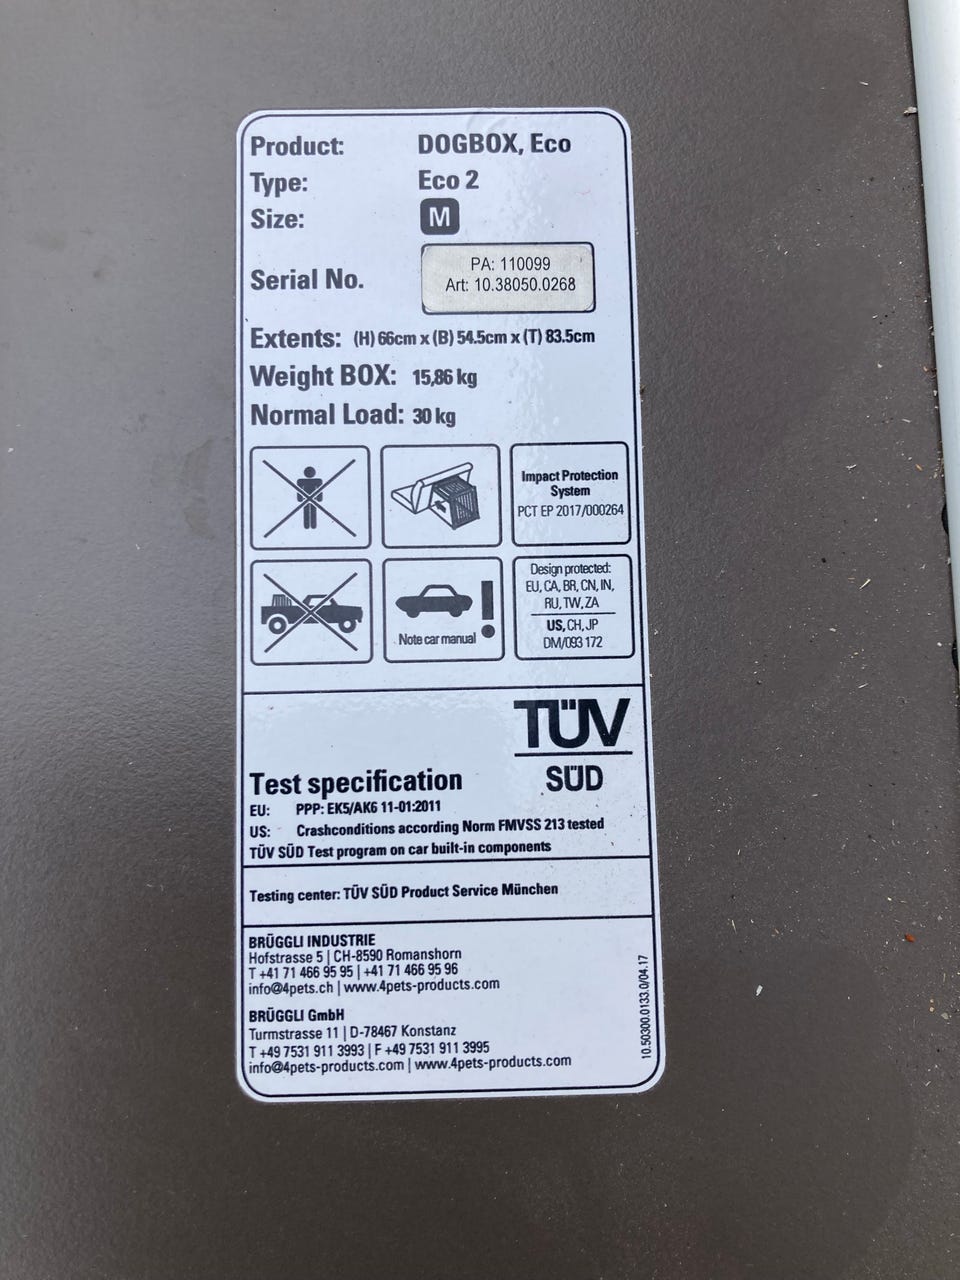 Product: DOGBOX, Eco
Type: Eco 2
Size: M
Serial No. PA: 110099
Art: 10.38050.0268
Extents: (H) 66cm x (B) 54.5cm x (T) 83.5cm
Weight BOX: 15,86 kg
Normal Load: 30 kg
Impact Protection
System
PCT EP 2017/000264
Note car manual
Design protected:
EU, CA, BR, CN, IN,
RU, TW, ZA
US, CH, JP
DM/093 172
TÜV
SÜD
Test specification
EU: PPP: EK5/AK6 11-01:2011
US: Crashconditions according Norm FMVSS 213 tested
TÜV SÜD Test program on car built-in components
Testing center: TÜV SÜD Product Service München
BRÜGGLI INDUSTRIE
Hofstrasse 5 | CH-8590 Romanshorn
T +41 71 466 95 95 | +41 71 466 95 96
info@4pets.ch | www.4pets-products.com
BRÜGGLI GmbH
Turmstrasse 11 | D-78467 Konstanz
T +49 7531 911 3993 | F +49 7531 911 3995
info@4pets-products.com | www.4pets-products.com
10.50300.0133.0/04.17